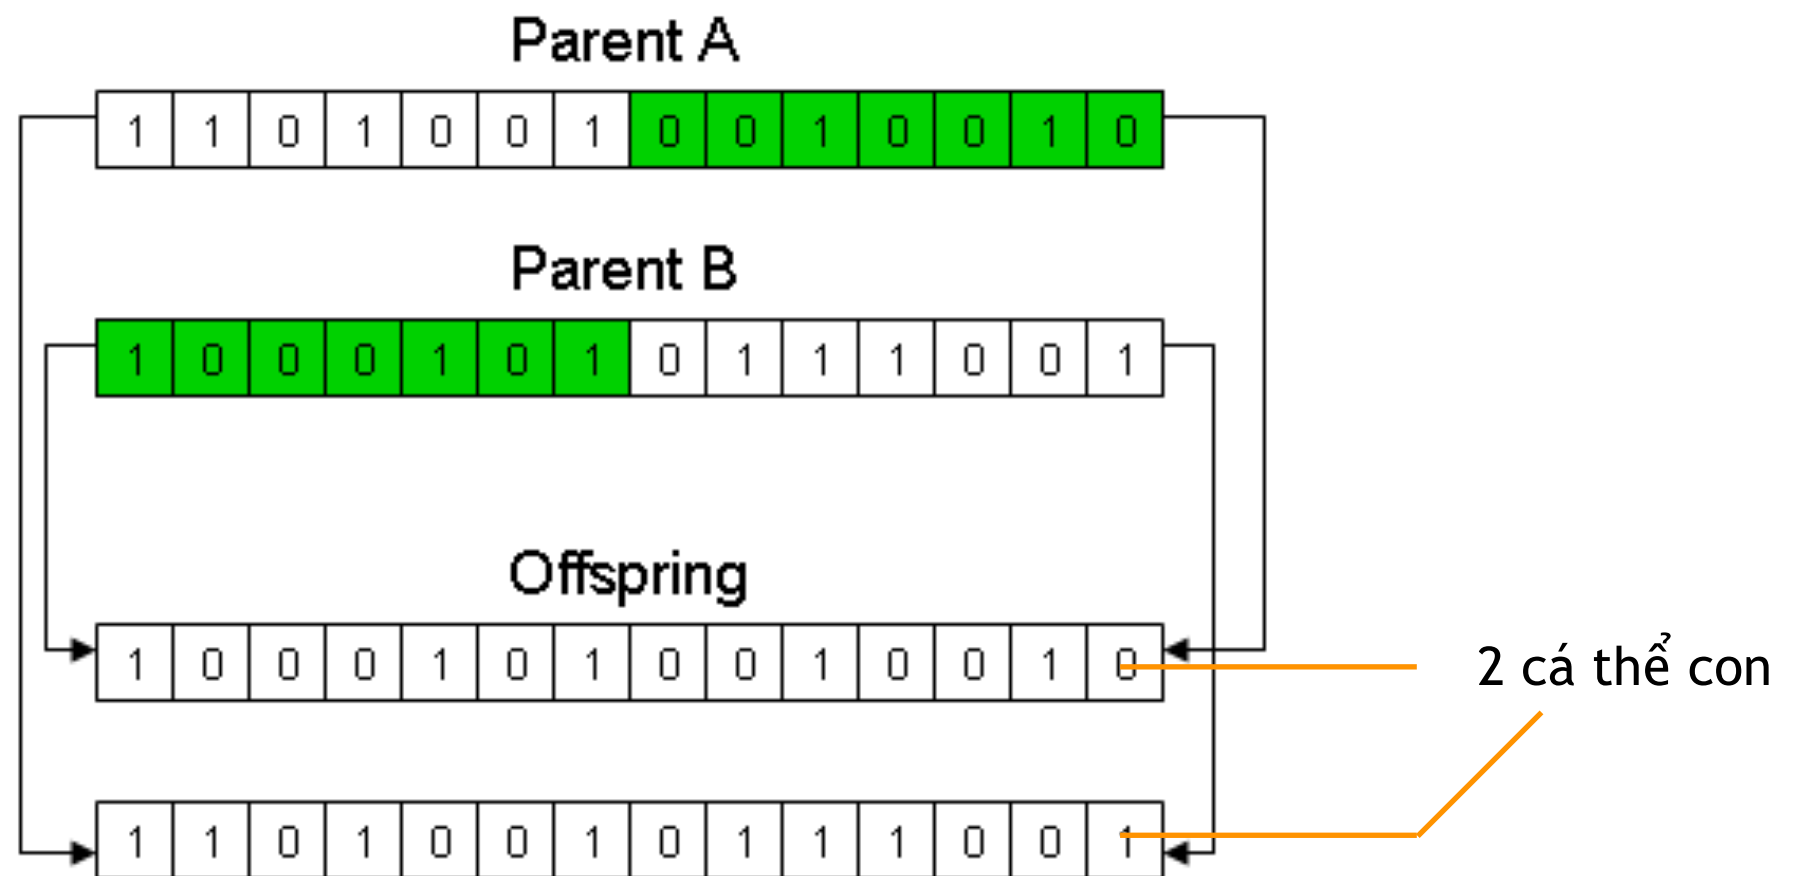 Parent A
1 1 0 1 0 0 1 0 0 1 0 0 1 0
Parent B
1 0 0 0 1 0 1 0 1 1 1 0 0 1
Offspring
1 0 0 0 1 0 1 0 0 1 0 0 1 0
2 cá thể con
1 1 0 1 0 0 1 0 1 1 1 0 0 1